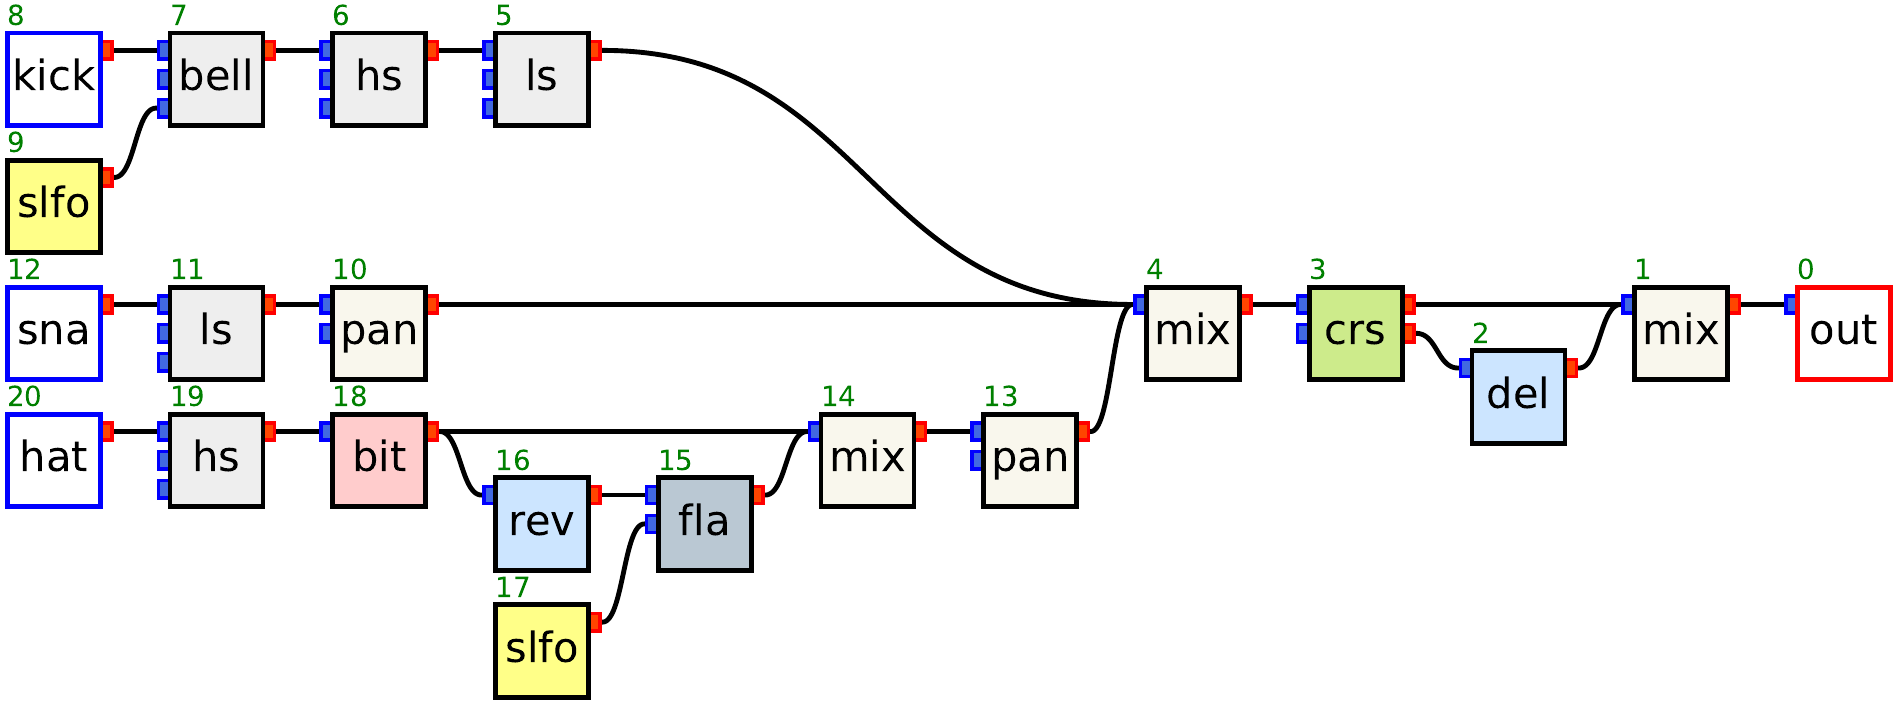 8 7 6 5
kick bell hs ls
9
slfo
12 11 10 4 3 1 0
sna ls pan mix crs mix out
2
del
20 19 18 14 13
hat hs bit mix pan
16 15
rev fla
17
slfo